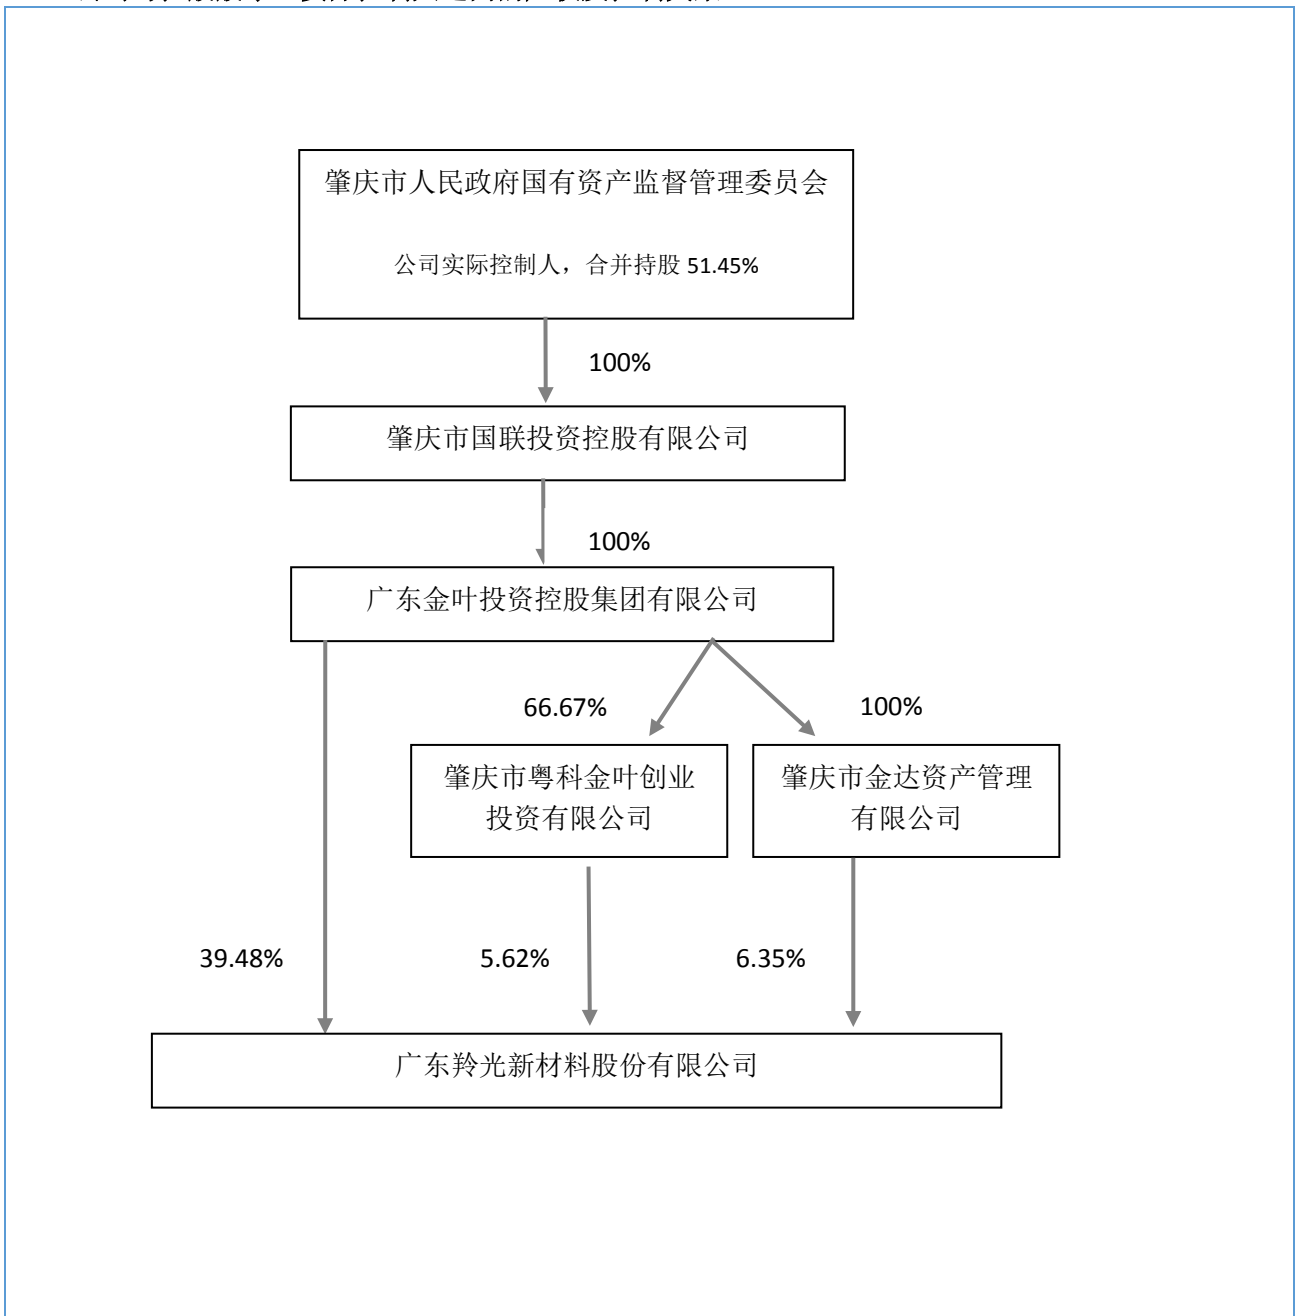 肇庆市人民政府国有资产监督管理委员会
公司实际控制人，合并持股 51.45%
100%
肇庆市国联投资控股有限公司
100%
广东金叶投资控股集团有限公司
66.67%
100%
肇庆市粤科金叶创业
投资有限公司
肇庆市金达资产管理
有限公司
39.48%
5.62%
6.35%
广东羚光新材料股份有限公司